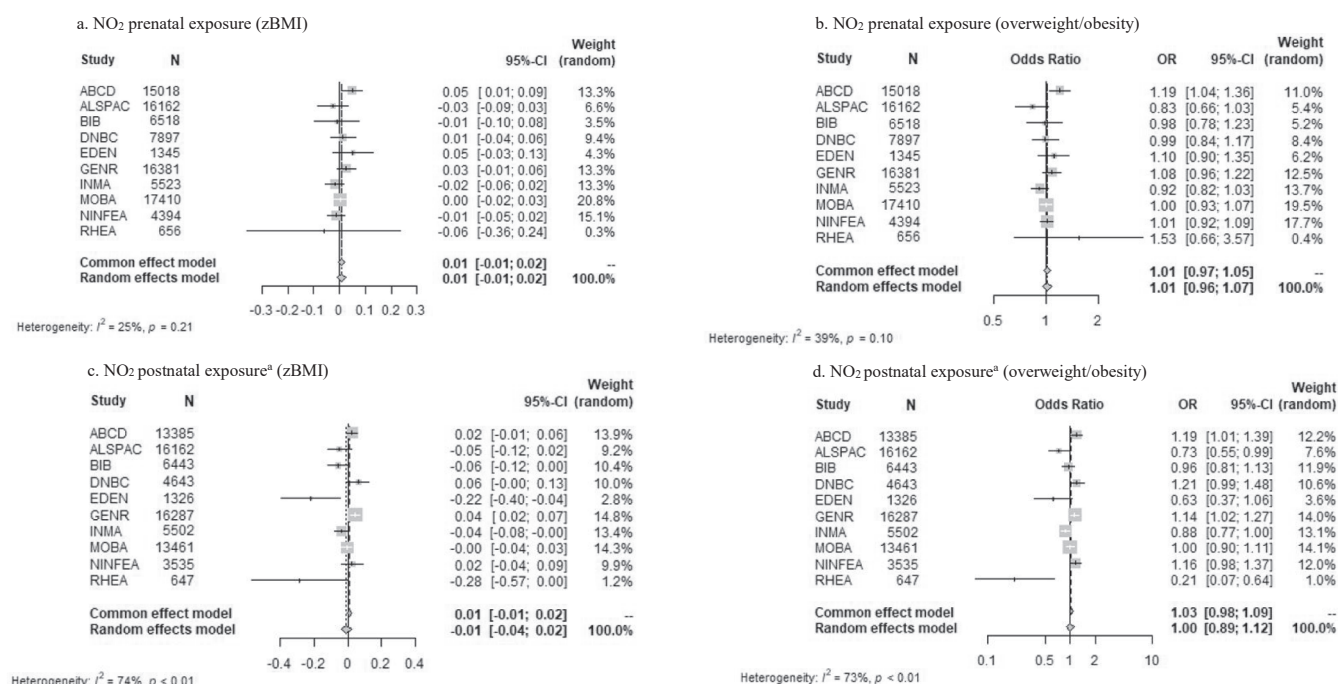 a. NO₂ prenatal exposure (zBMI)
Weight
Study N 95%-CI (random)
ABCD 15018 0.05 [ 0.01; 0.09] 13.3%
ALSPAC 16162 -0.03 [-0.09; 0.03] 6.6%
BIB 6518 -0.01 [-0.10; 0.08] 3.5%
DNBC 7897 0.01 [-0.04; 0.06] 9.4%
EDEN 1345 0.05 [-0.03; 0.13] 4.3%
GENR 16381 0.03 [-0.01; 0.06] 13.3%
INMA 5523 -0.02 [-0.06; 0.02] 13.3%
MOBA 17410 0.00 [-0.02; 0.03] 20.8%
NINFEA 4394 -0.01 [-0.05; 0.02] 15.1%
RHEA 656 -0.06 [-0.36; 0.24] 0.3%
Common effect model 0.01 [-0.01; 0.02] --
Random effects model 0.01 [-0.01; 0.02] 100.0%
-0.3 -0.2 -0.1 0 0.1 0.2 0.3
Heterogeneity: I² = 25%, p = 0.21
b. NO₂ prenatal exposure (overweight/obesity)
Weight
Study N Odds Ratio OR 95%-CI (random)
ABCD 15018 1.19 [1.04; 1.36] 11.0%
ALSPAC 16162 0.83 [0.66; 1.03] 5.4%
BIB 6518 0.98 [0.78; 1.23] 5.2%
DNBC 7897 0.99 [0.84; 1.17] 8.4%
EDEN 1345 1.10 [0.90; 1.35] 6.2%
GENR 16381 1.08 [0.96; 1.22] 12.5%
INMA 5523 0.92 [0.82; 1.03] 13.7%
MOBA 17410 1.00 [0.93; 1.07] 19.5%
NINFEA 4394 1.01 [0.92; 1.09] 17.7%
RHEA 656 1.53 [0.66; 3.57] 0.4%
Common effect model 1.01 [0.97; 1.05] --
Random effects model 1.01 [0.96; 1.07] 100.0%
0.5 1 2
Heterogeneity: I² = 39%, p = 0.10
c. NO₂ postnatal exposureᵃ (zBMI)
Weight
Study N 95%-CI (random)
ABCD 13385 0.02 [-0.01; 0.06] 13.9%
ALSPAC 16162 -0.05 [-0.12; 0.02] 9.2%
BIB 6443 -0.06 [-0.12; 0.00] 10.4%
DNBC 4643 0.06 [-0.00; 0.13] 10.0%
EDEN 1326 -0.22 [-0.40; -0.04] 2.8%
GENR 16287 0.04 [ 0.02; 0.07] 14.8%
INMA 5502 -0.04 [-0.08; -0.00] 13.4%
MOBA 13461 -0.00 [-0.04; 0.03] 14.3%
NINFEA 3535 0.02 [-0.04; 0.09] 9.9%
RHEA 647 -0.28 [-0.57; 0.00] 1.2%
Common effect model 0.01 [-0.01; 0.02] --
Random effects model -0.01 [-0.04; 0.02] 100.0%
-0.4 -0.2 0 0.2 0.4
Heterogeneity: I² = 74%, p < 0.01
d. NO₂ postnatal exposureᵃ (overweight/obesity)
Weight
Study N Odds Ratio OR 95%-CI (random)
ABCD 13385 1.19 [1.01; 1.39] 12.2%
ALSPAC 16162 0.73 [0.55; 0.99] 7.6%
BIB 6443 0.96 [0.81; 1.13] 11.9%
DNBC 4643 1.21 [0.99; 1.48] 10.6%
EDEN 1326 0.63 [0.37; 1.06] 3.6%
GENR 16287 1.14 [1.02; 1.27] 14.0%
INMA 5502 0.88 [0.77; 1.00] 13.1%
MOBA 13461 1.00 [0.90; 1.11] 14.1%
NINFEA 3535 1.16 [0.98; 1.37] 12.0%
RHEA 647 0.21 [0.07; 0.64] 1.0%
Common effect model 1.03 [0.98; 1.09] --
Random effects model 1.00 [0.89; 1.12] 100.0%
0.1 0.5 1 2 10
Heterogeneity: I² = 73%, p < 0.01